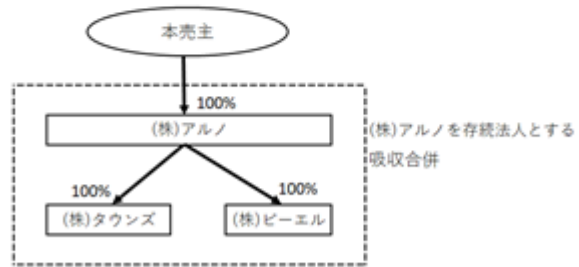 本売主
100%
(株)アルノ
(株)アルノを存続法人とする
吸収合併
100%
100%
(株)タウンズ
(株)ビーエル